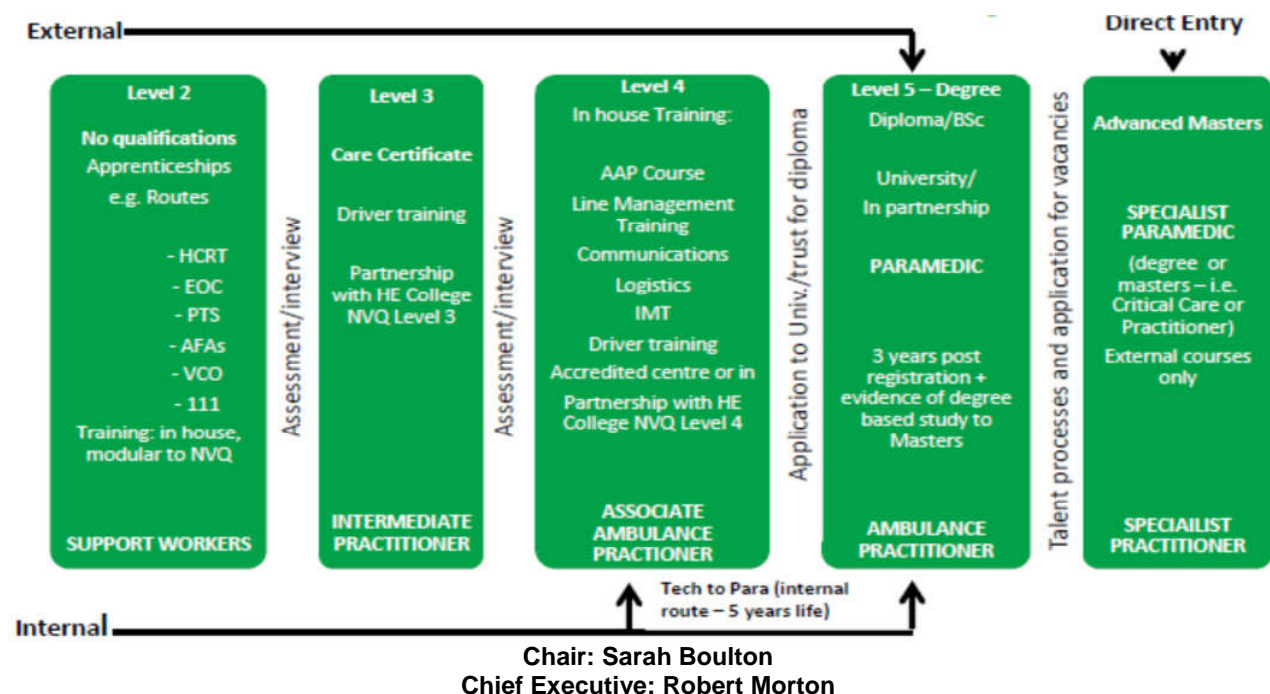 External
Direct Entry
Level 2
No qualifications
Apprenticeships
e.g. Routes
- HCRT
- EOC
- PTS
- AFAs
- VCO
- 111
Training: in house,
modular to NVQ
SUPPORT WORKERS
Assessment/interview
Level 3
Care Certificate
Driver training
Partnership
with HE College
NVQ Level 3
INTERMEDIATE
PRACTITIONER
Assessment/interview
Level 4
In house Training:
AAP Course
Line Management
Training
Communications
Logistics
IMT
Driver training
Accredited centre or in
Partnership with HE
College NVQ Level 4
ASSOCIATE
AMBULANCE
PRACTIONER
Application to Univ./trust for diploma
Level 5 – Degree
Diploma/BSc
University/
In partnership
PARAMEDIC
3 years post
registration +
evidence of degree
based study to
Masters
AMBULANCE
PRACTITIONER
Talent processes and application for vacancies
Advanced Masters
SPECIALIST
PARAMEDIC
(degree or
masters – i.e.
Critical Care or
Practitioner)
External courses
only
SPECIAILIST
PRACTITIONER
Tech to Para (internal
route – 5 years life)
Internal
Chair: Sarah Boulton
Chief Executive: Robert Morton